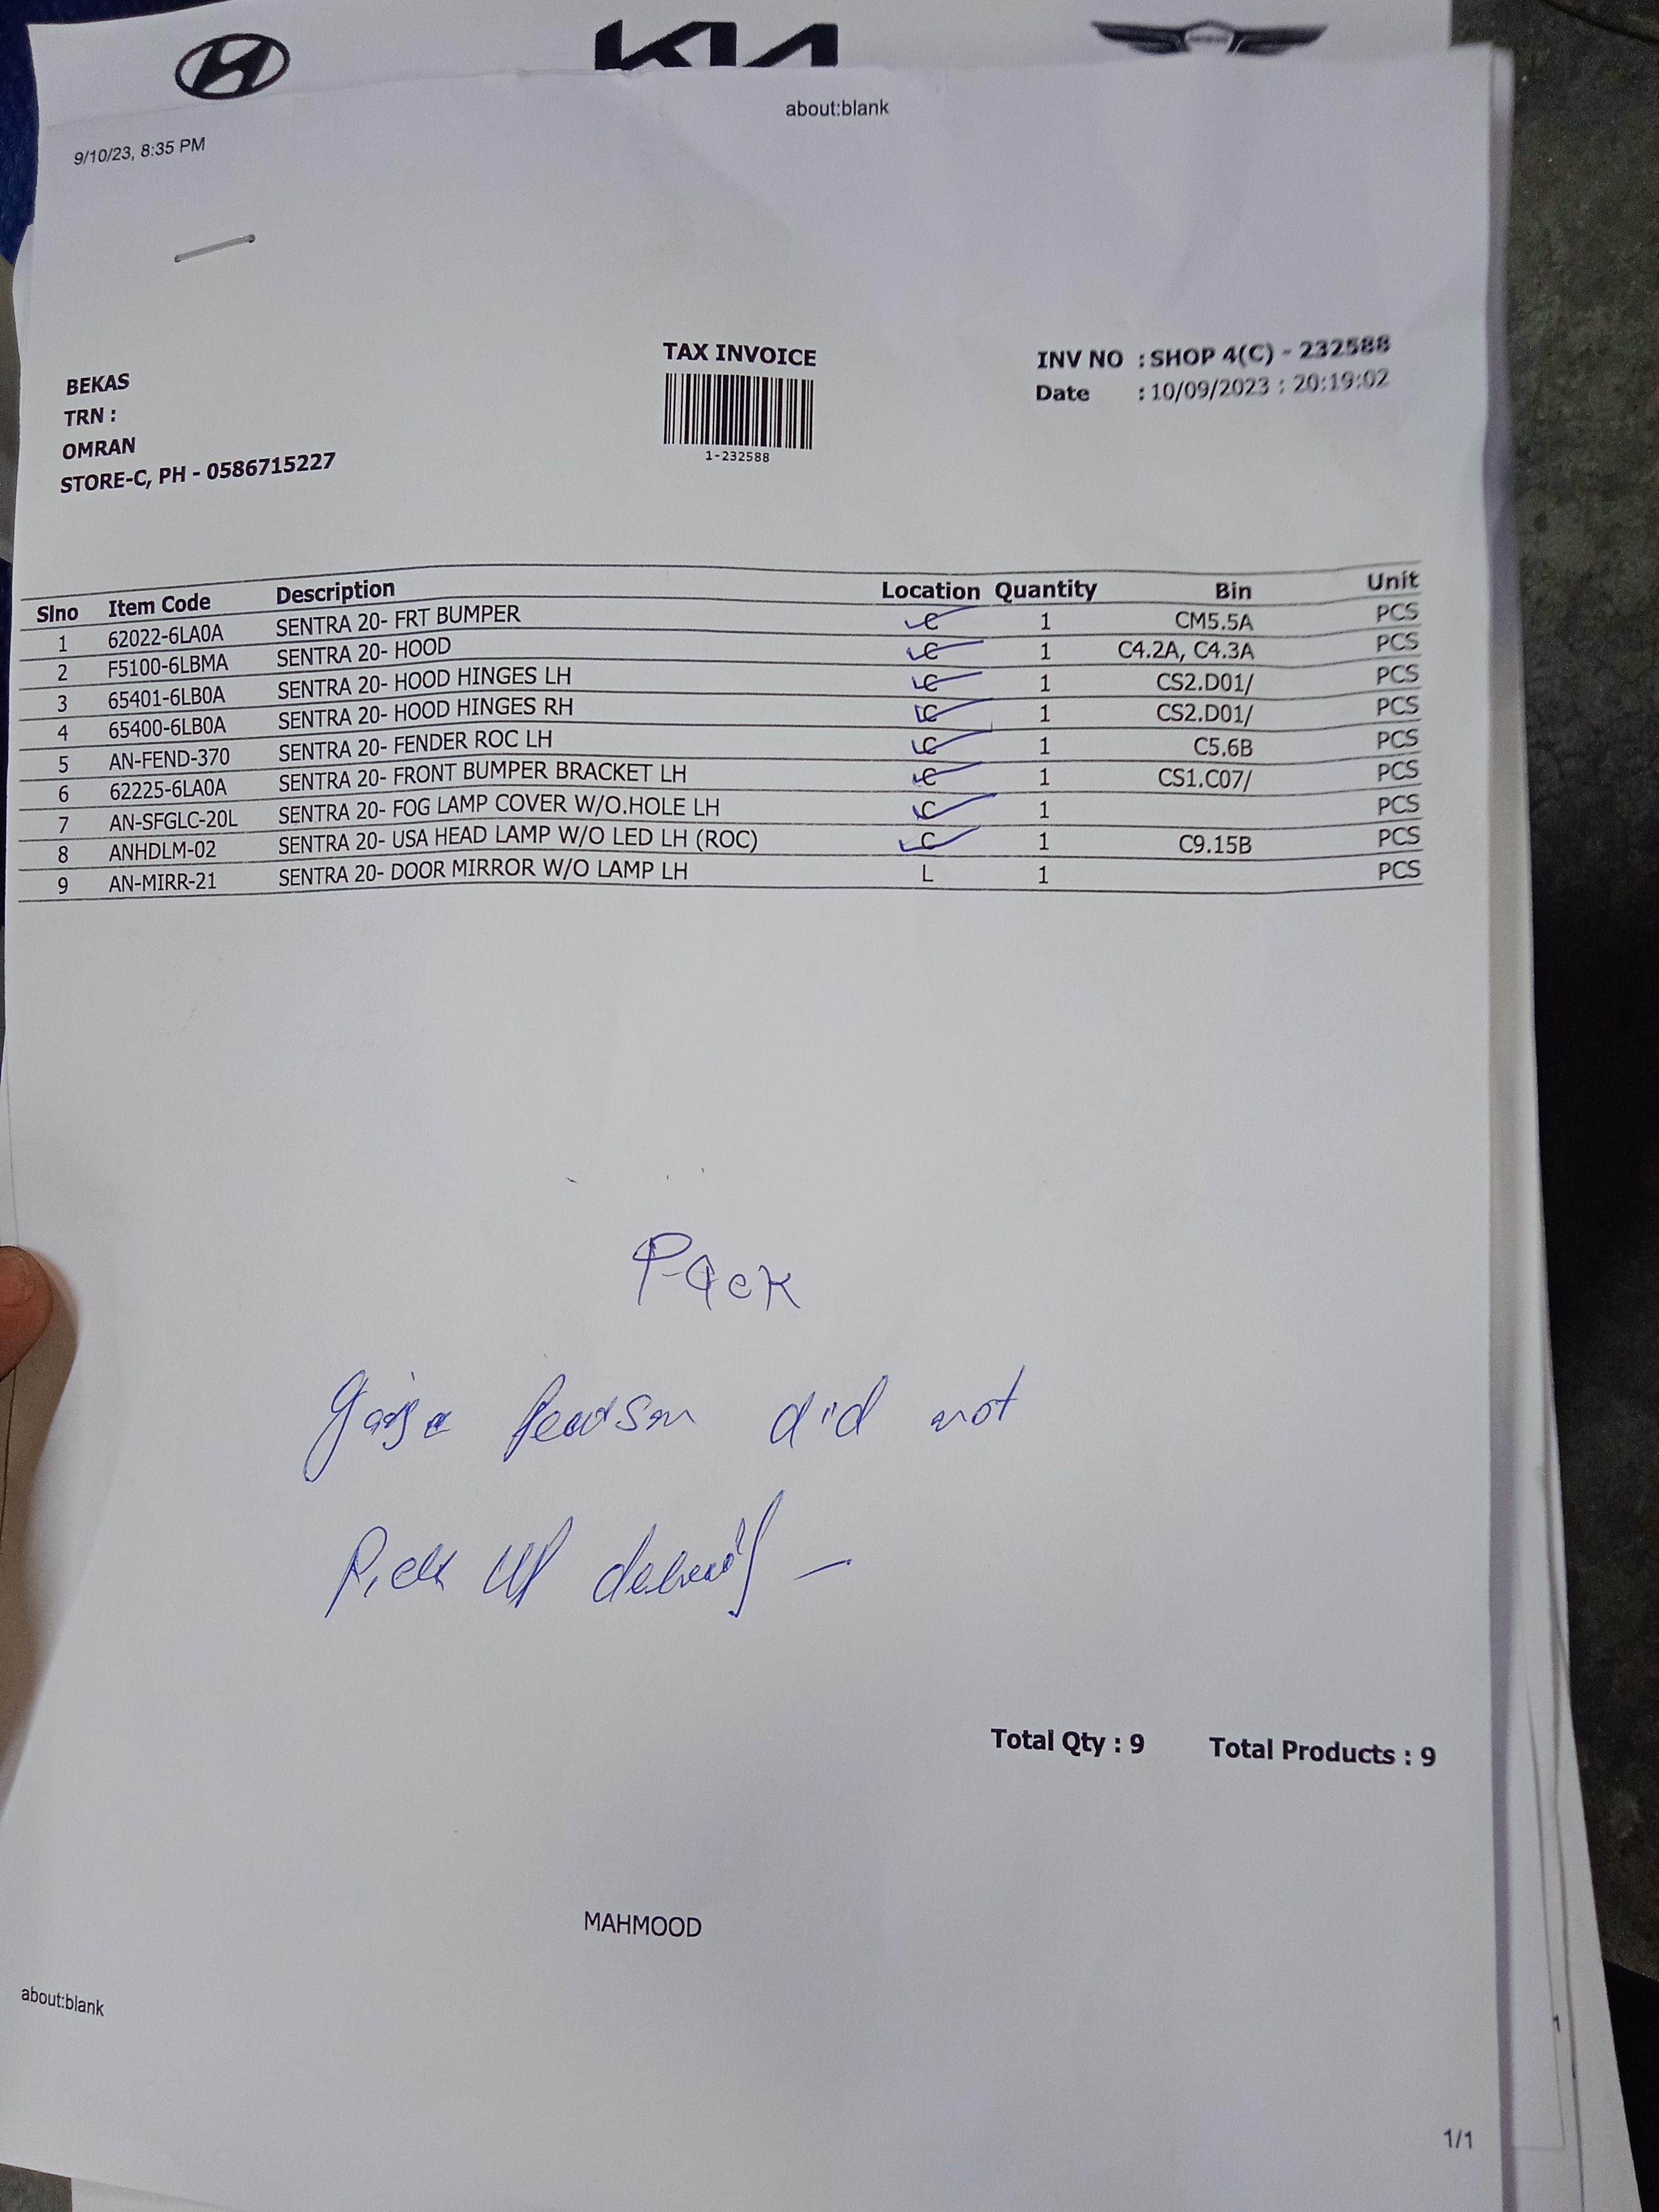 KIA
about:blank
9/10/23, 8:35 PM
TAX INVOICE
1-232588
INV NO : SHOP 4(C) - 232588
Date : 10/09/2023 : 20:19:02
BEKAS
TRN :
OMRAN
STORE-C, PH - 0586715227
Slno Item Code Description Location Quantity Bin Unit
1 62022-6LA0A SENTRA 20- FRT BUMPER C 1 CM5.5A PCS
2 F5100-6LBMA SENTRA 20- HOOD C 1 C4.2A, C4.3A PCS
3 65401-6LB0A SENTRA 20- HOOD HINGES LH C 1 CS2.D01/ PCS
4 65400-6LB0A SENTRA 20- HOOD HINGES RH C 1 CS2.D01/ PCS
5 AN-FEND-370 SENTRA 20- FENDER ROC LH C 1 C5.6B PCS
6 62225-6LA0A SENTRA 20- FRONT BUMPER BRACKET LH C 1 CS1.C07/ PCS
7 AN-SFGLC-20L SENTRA 20- FOG LAMP COVER W/O.HOLE LH C 1 PCS
8 ANHDLM-02 SENTRA 20- USA HEAD LAMP W/O LED LH (ROC) C 1 C9.15B PCS
9 AN-MIRR-21 SENTRA 20- DOOR MIRROR W/O LAMP LH L 1 PCS
Pack
did not
Pick up
Total Qty : 9 Total Products : 9
MAHMOOD
about:blank
1/1